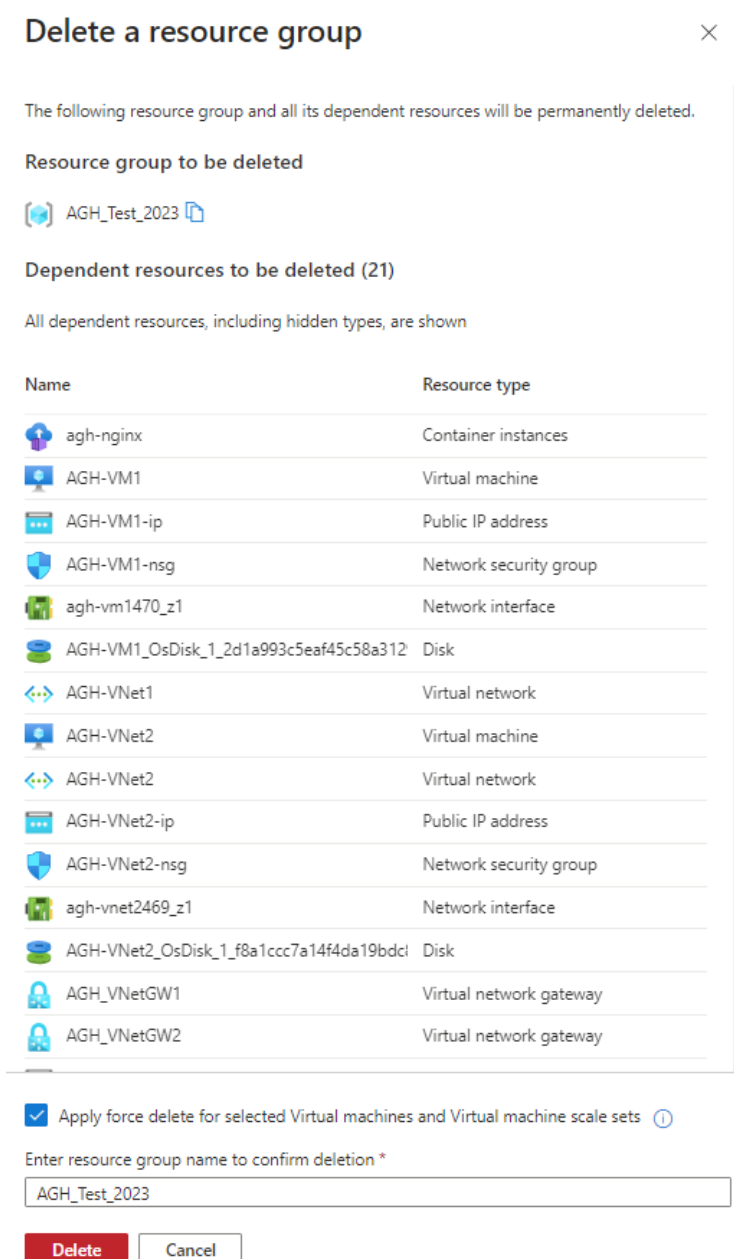 Delete a resource group
The following resource group and all its dependent resources will be permanently deleted.
Resource group to be deleted
AGH_Test_2023
Dependent resources to be deleted (21)
All dependent resources, including hidden types, are shown
Name Resource type
agh-nginx Container instances
AGH-VM1 Virtual machine
AGH-VM1-ip Public IP address
AGH-VM1-nsg Network security group
agh-vm1470_z1 Network interface
AGH-VM1_OsDisk_1_2d1a993c5eaf45c58a312 Disk
AGH-VNet1 Virtual network
AGH-VNet2 Virtual machine
AGH-VNet2 Virtual network
AGH-VNet2-ip Public IP address
AGH-VNet2-nsg Network security group
agh-vnet2469_z1 Network interface
AGH-VNet2_OsDisk_1_f8a1ccc7a14f4da19bdc Disk
AGH_VNetGW1 Virtual network gateway
AGH_VNetGW2 Virtual network gateway
Apply force delete for selected Virtual machines and Virtual machine scale sets
Enter resource group name to confirm deletion *
AGH_Test_2023
Delete Cancel